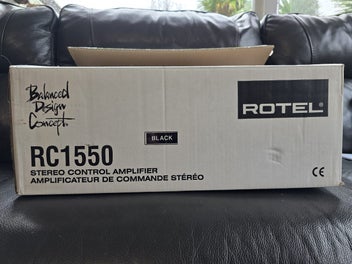 Balanced
Design
Concept
ROTEL
BLACK
RC1550
STEREO CONTROL AMPLIFIER
AMPLIFICATEUR DE COMMANDE STÉRÉO
CE